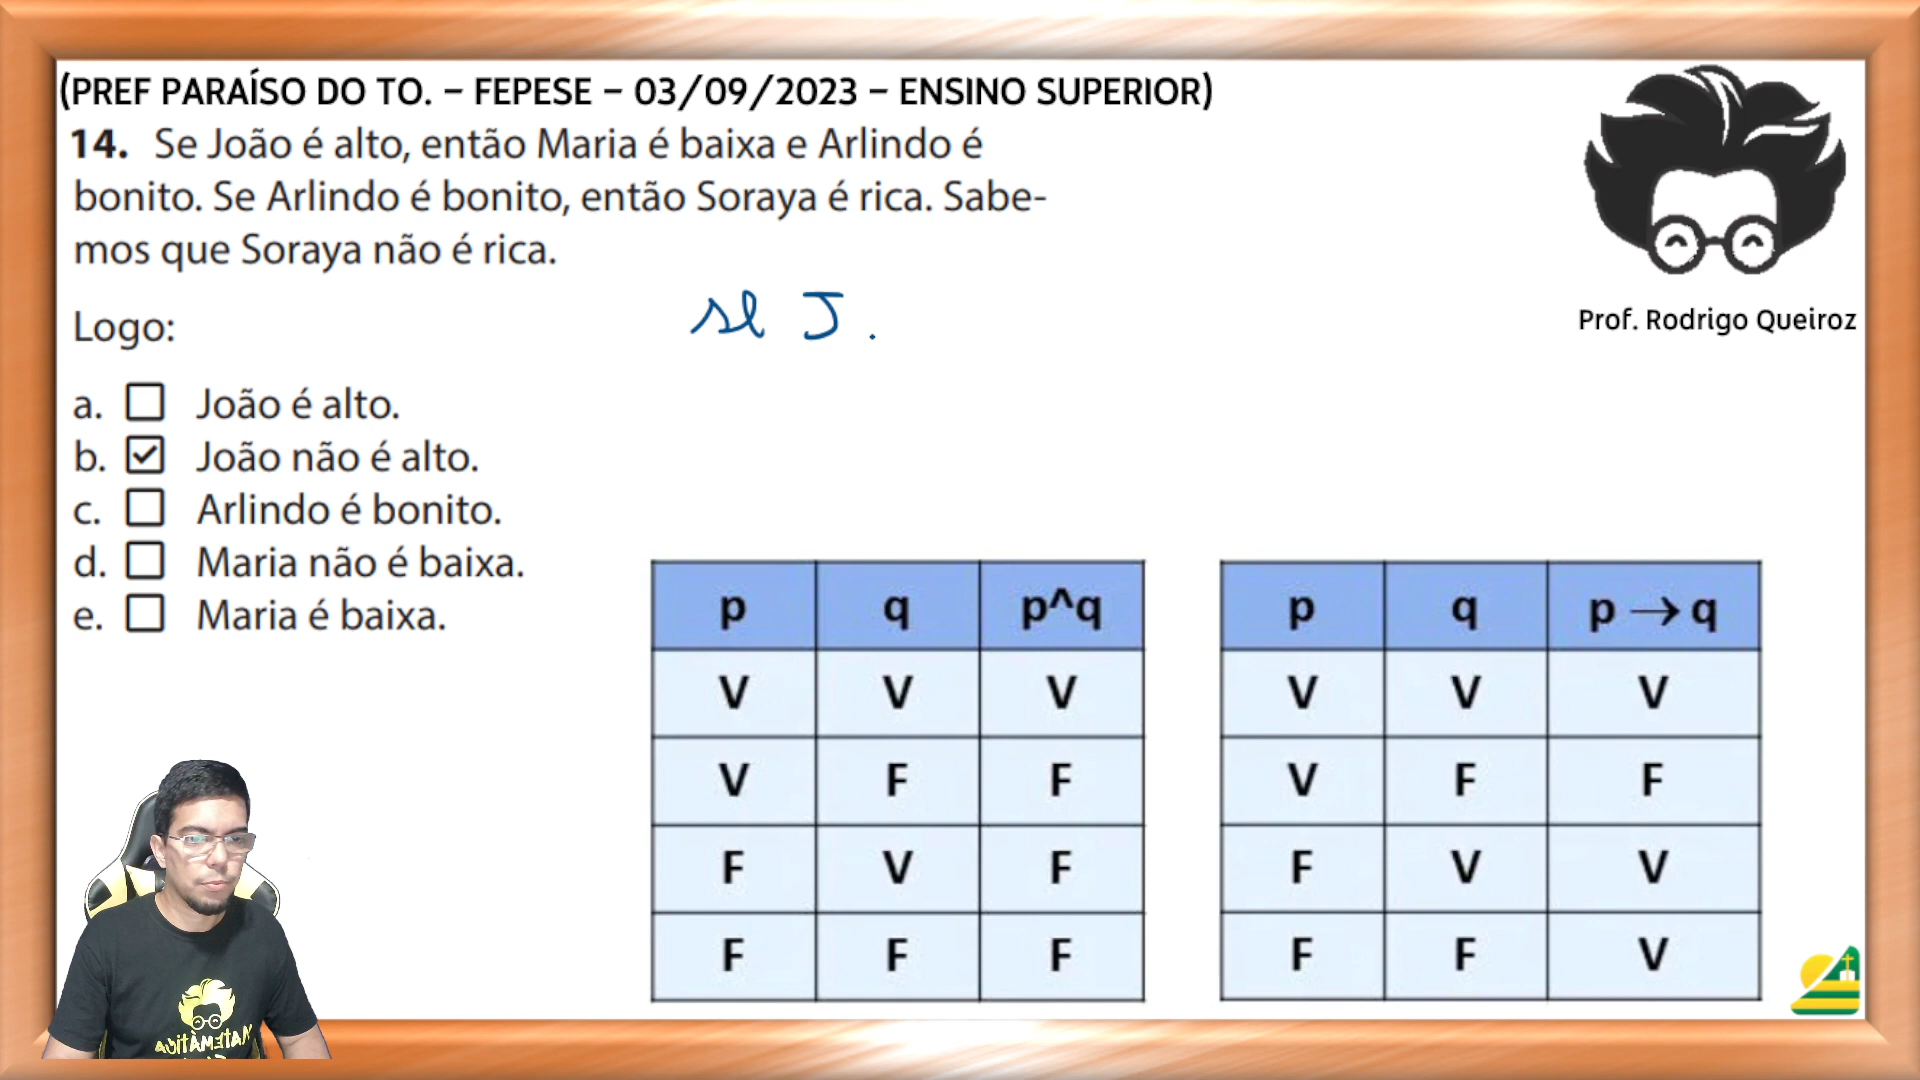 (PREF PARAÍSO DO TO. – FEPESE – 03/09/2023 – ENSINO SUPERIOR)
14. Se João é alto, então Maria é baixa e Arlindo é
bonito. Se Arlindo é bonito, então Soraya é rica. Sabe-
mos que Soraya não é rica.
se J.
Logo:
a. João é alto.
b. João não é alto.
c. Arlindo é bonito.
d. Maria não é baixa.
e. Maria é baixa.
Prof. Rodrigo Queiroz
p q p^q
V V V
V F F
F V F
F F F
p q p → q
V V V
V F F
F V V
F F V
MATEMÁTICA